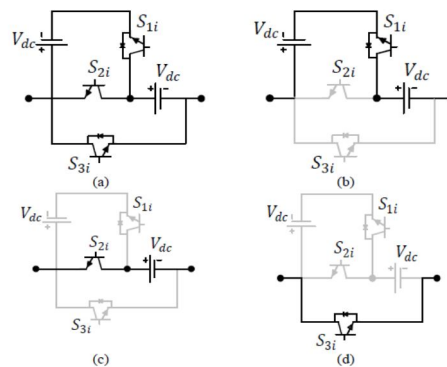 V_dc S_1i
S_2i V_dc
S_3i
(a)
V_dc S_1i
S_2i V_dc
S_3i
(b)
V_dc S_1i
S_2i V_dc
S_3i
(c)
V_dc S_1i
S_2i V_dc
S_3i
(d)